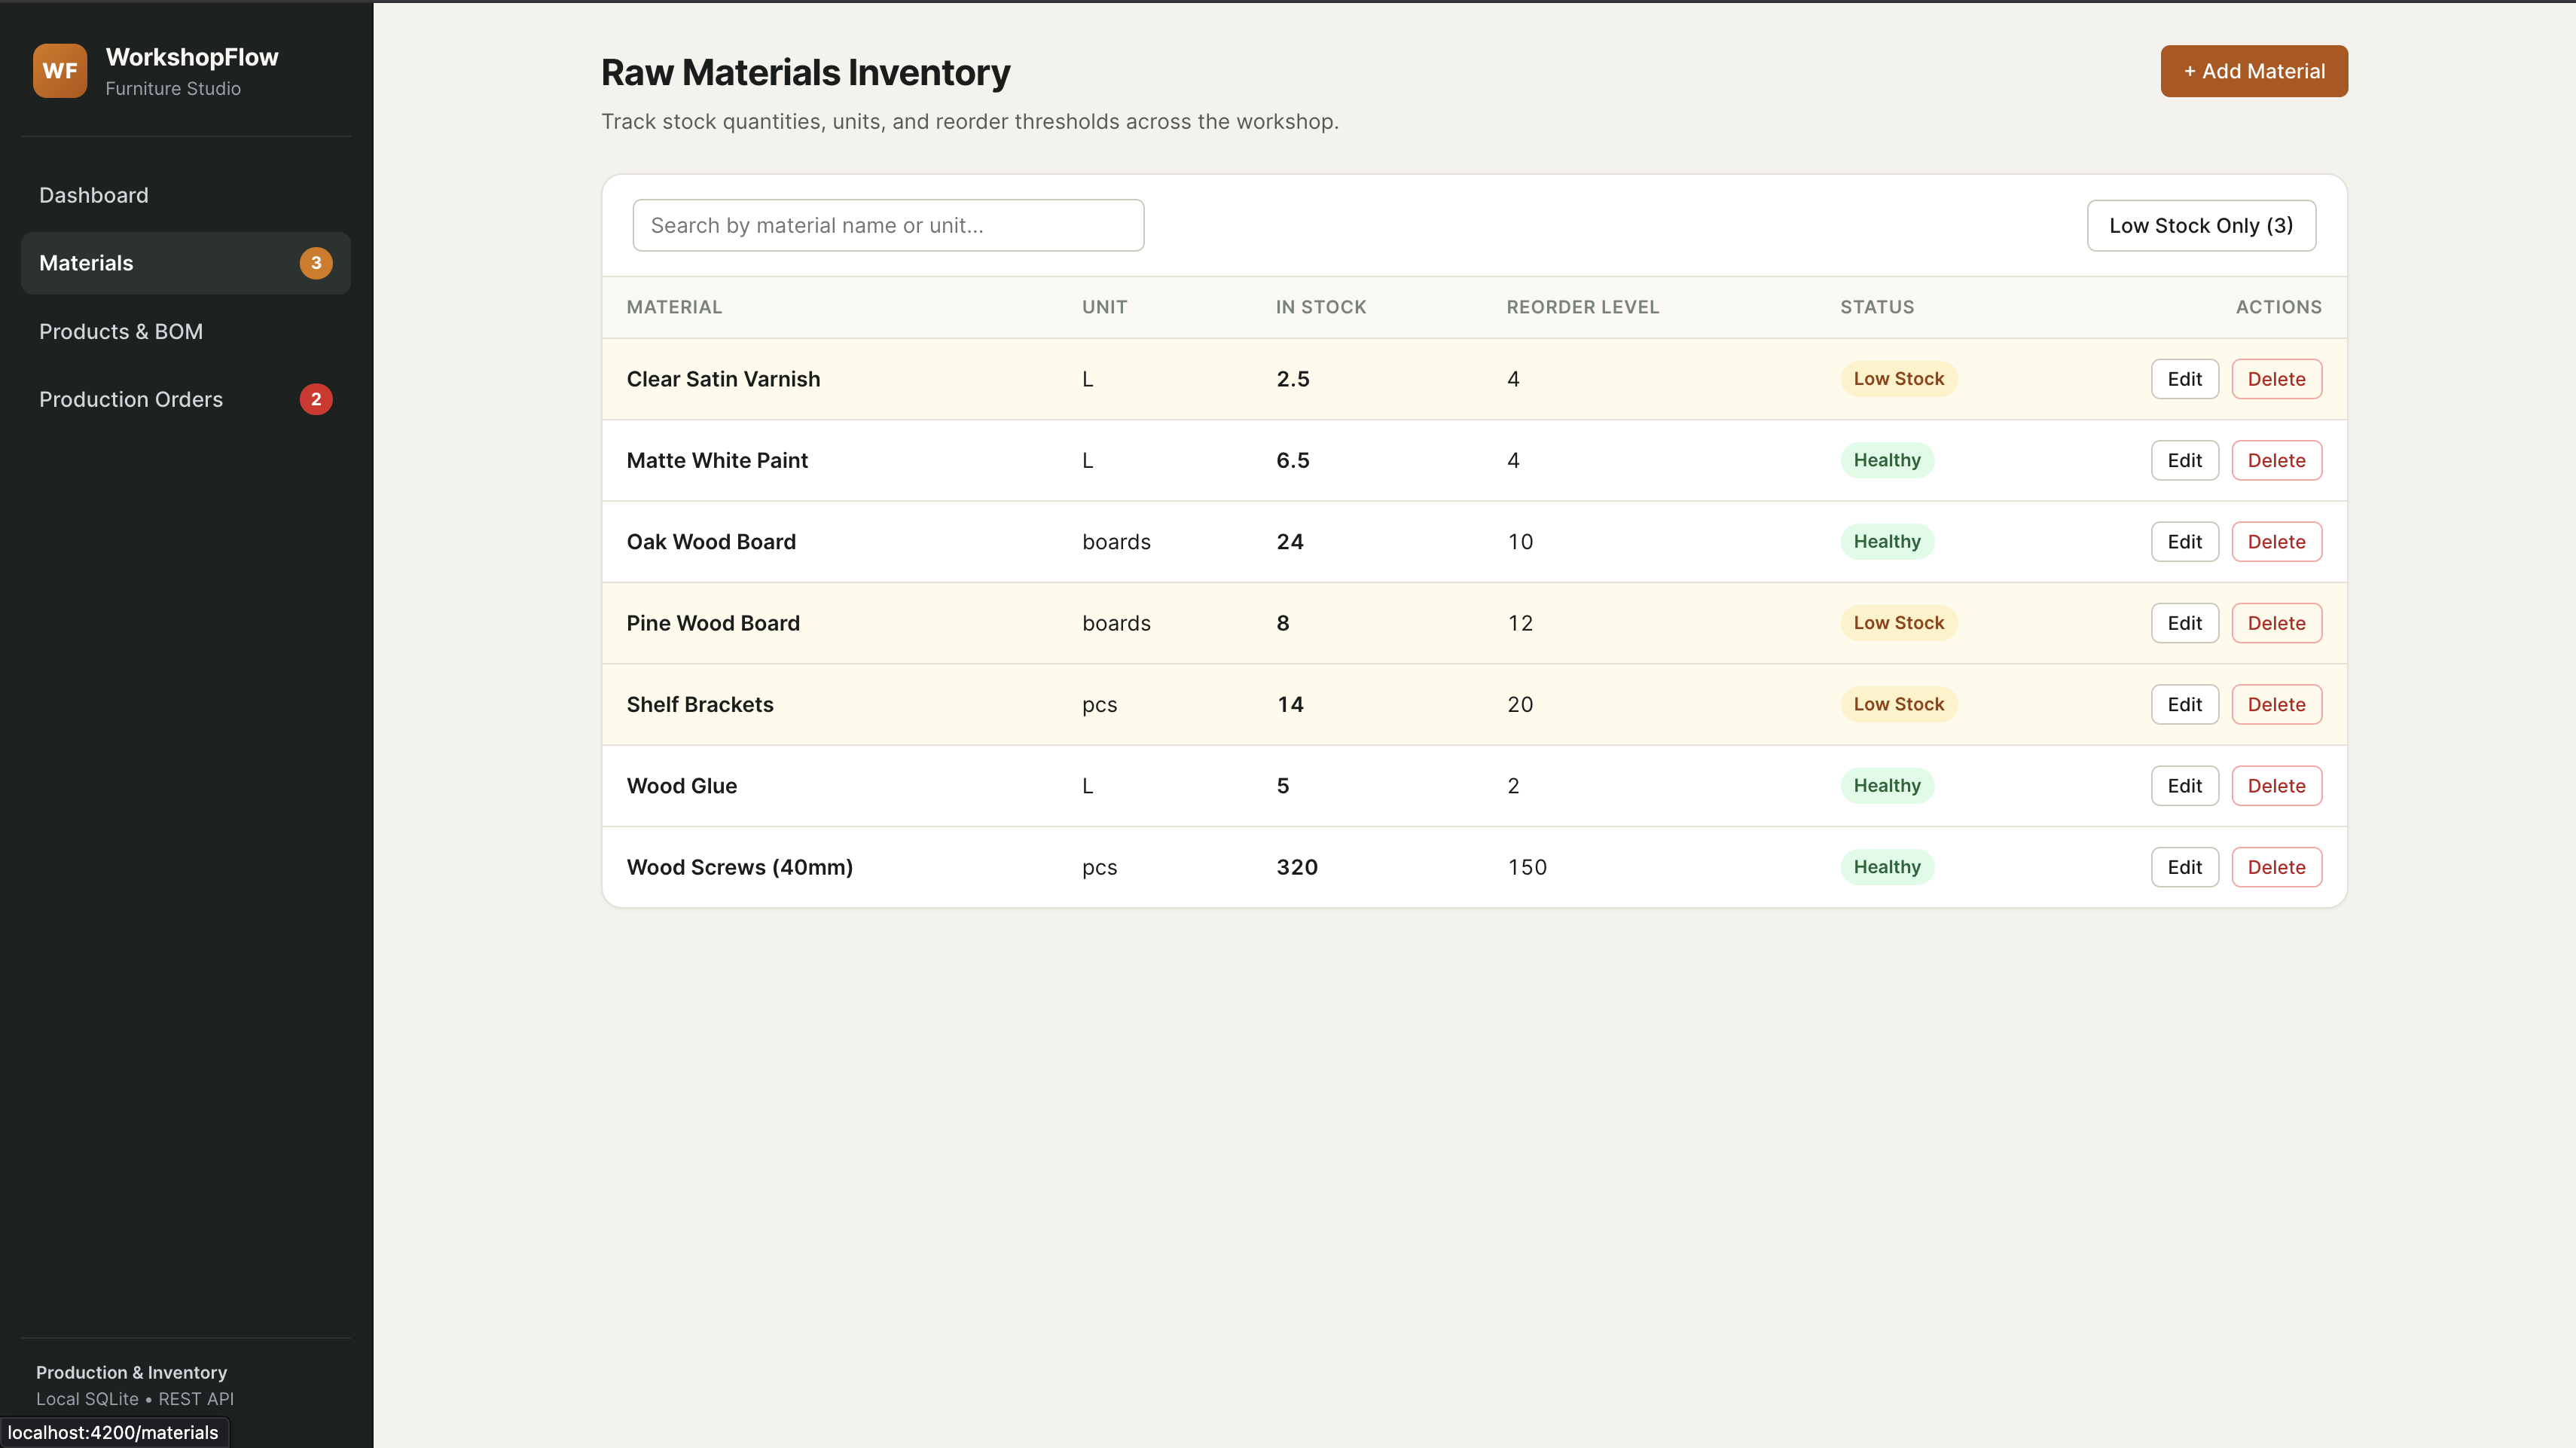 WF
WorkshopFlow
Furniture Studio
Dashboard
Materials 3
Products & BOM
Production Orders 2
Production & Inventory
Local SQLite • REST API
localhost:4200/materials
Raw Materials Inventory
+ Add Material
Track stock quantities, units, and reorder thresholds across the workshop.
Search by material name or unit...
Low Stock Only (3)
MATERIAL UNIT IN STOCK REORDER LEVEL STATUS ACTIONS
Clear Satin Varnish L 2.5 4 Low Stock Edit Delete
Matte White Paint L 6.5 4 Healthy Edit Delete
Oak Wood Board boards 24 10 Healthy Edit Delete
Pine Wood Board boards 8 12 Low Stock Edit Delete
Shelf Brackets pcs 14 20 Low Stock Edit Delete
Wood Glue L 5 2 Healthy Edit Delete
Wood Screws (40mm) pcs 320 150 Healthy Edit Delete